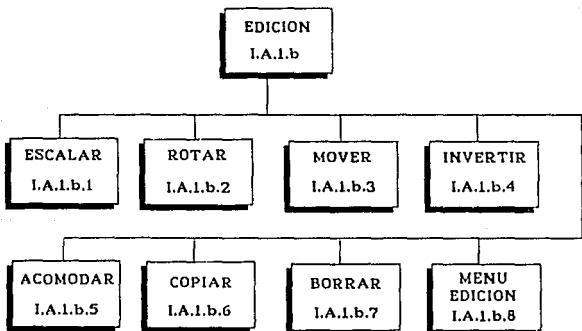 EDICION
I.A.1.b
ESCALAR
I.A.1.b.1
ROTAR
I.A.1.b.2
MOVER
I.A.1.b.3
INVERTIR
I.A.1.b.4
ACOMODAR
I.A.1.b.5
COPIAR
I.A.1.b.6
BORRAR
I.A.1.b.7
MENU
EDICION
I.A.1.b.8